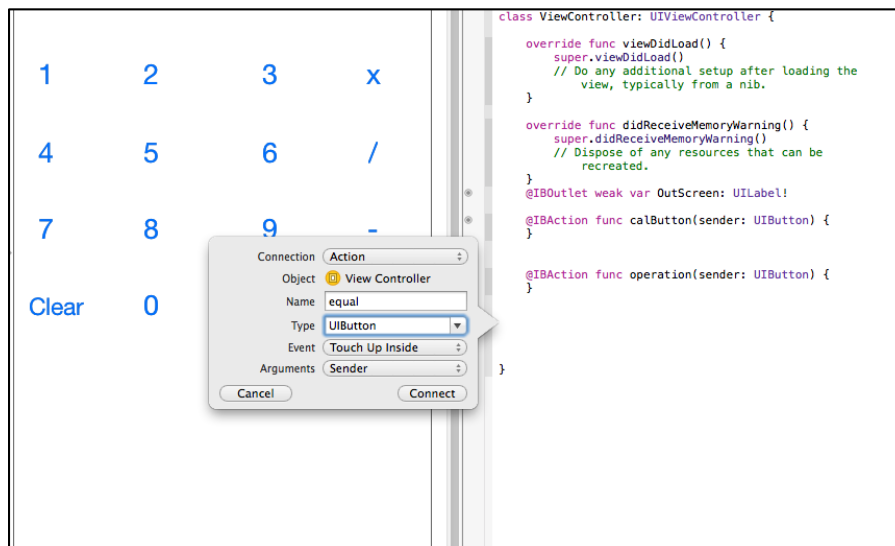 1 2 3 x
4 5 6 /
7 8 9 -
Clear 0
Connection Action
Object View Controller
Name equal
Type UIButton
Event Touch Up Inside
Arguments Sender
Cancel Connect
class ViewController: UIViewController {
override func viewDidLoad() {
super.viewDidLoad()
// Do any additional setup after loading the
view, typically from a nib.
}
override func didReceiveMemoryWarning() {
super.didReceiveMemoryWarning()
// Dispose of any resources that can be
recreated.
}
@IBOutlet weak var OutScreen: UILabel!
@IBAction func calButton(sender: UIButton) {
}
@IBAction func operation(sender: UIButton) {
}
}